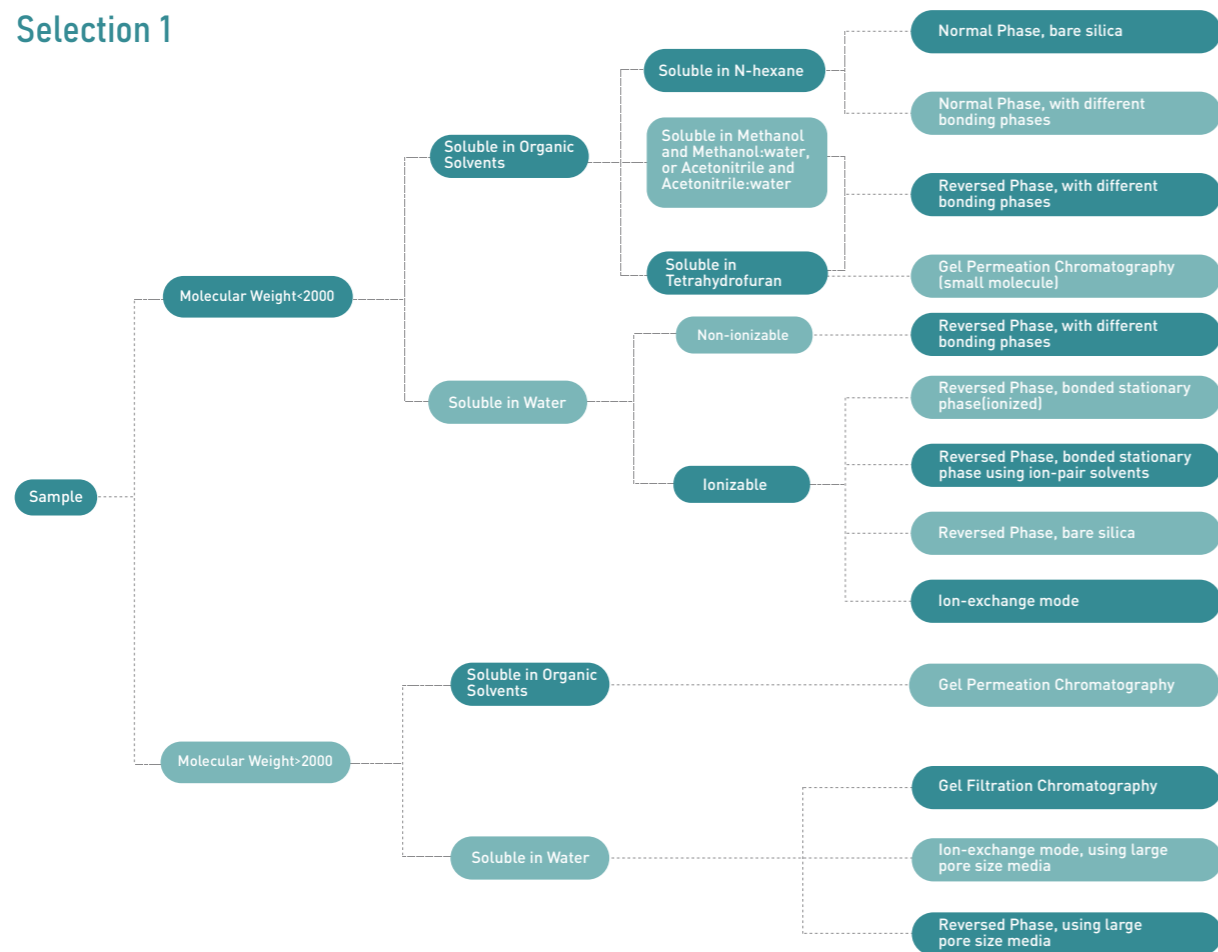 Selection 1
Normal Phase, bare silica
Soluble in N-hexane
Normal Phase, with different
bonding phases
Soluble in Organic
Solvents
Soluble in Methanol
and Methanol:water,
or Acetonitrile and
Acetonitrile:water
Reversed Phase, with different
bonding phases
Soluble in
Tetrahydrofuran
Gel Permeation Chromatography
(small molecule)
Molecular Weight<2000
Non-ionizable
Reversed Phase, with different
bonding phases
Soluble in Water
Reversed Phase, bonded stationary
phase(ionized)
Ionizable
Reversed Phase, bonded stationary
phase using ion-pair solvents
Sample
Reversed Phase, bare silica
Ion-exchange mode
Soluble in Organic
Solvents
Gel Permeation Chromatography
Molecular Weight>2000
Gel Filtration Chromatography
Soluble in Water
Ion-exchange mode, using large
pore size media
Reversed Phase, using large
pore size media